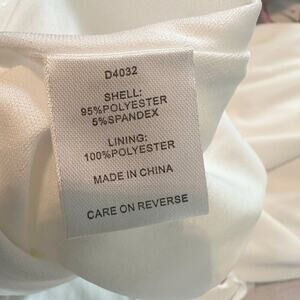 D4032
SHELL:
95%POLYESTER
5%SPANDEX
LINING:
100%POLYESTER
MADE IN CHINA
CARE ON REVERSE